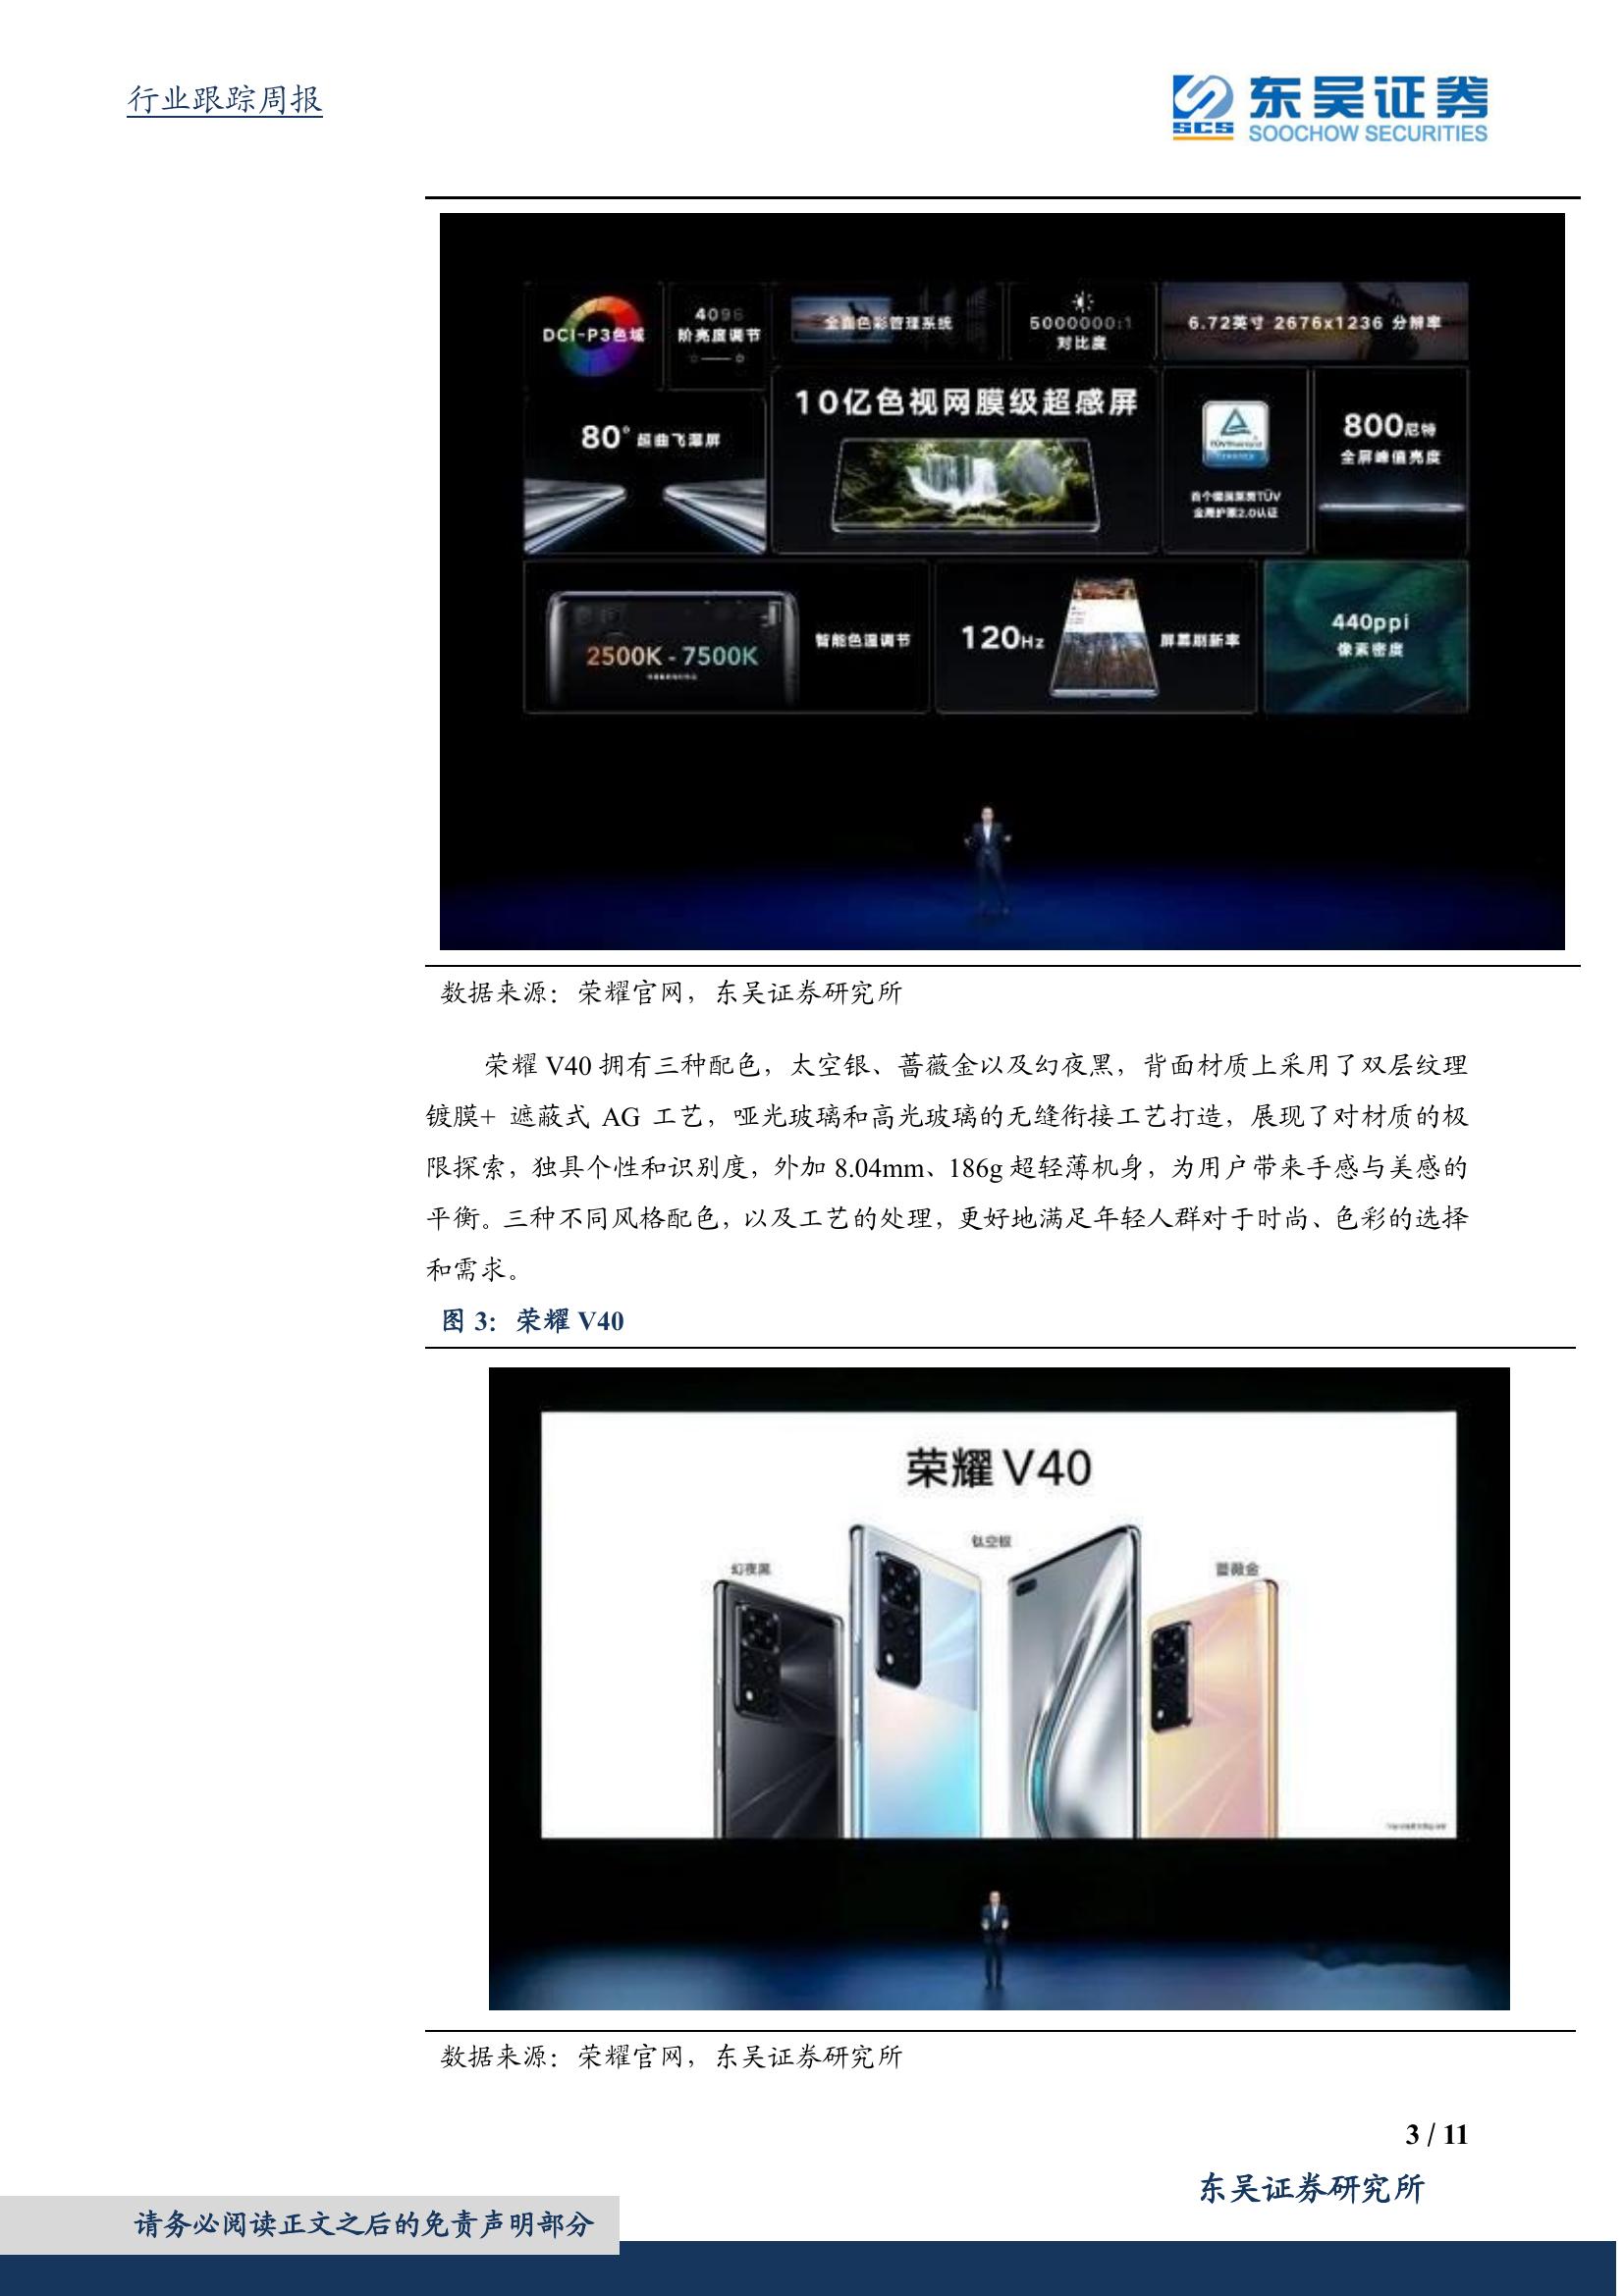 行业跟踪周报
SCS
东吴证券
SOOCHOW SECURITIES
DCI-P3色域
4096
阶亮度调节
全面色彩管理系统
5000000:1
对比度
6.72英寸 2676x1236 分辨率
80° 超曲飞瀑屏
10亿色视网膜级超感屏
首个德国莱茵TÜV
全局护眼2.0认证
800尼特
全屏峰值亮度
2500K - 7500K
智能色温调节
120Hz
屏幕刷新率
440ppi
像素密度
数据来源：荣耀官网，东吴证券研究所
荣耀 V40 拥有三种配色，太空银、蔷薇金以及幻夜黑，背面材质上采用了双层纹理
镀膜+ 遮蔽式 AG 工艺，哑光玻璃和高光玻璃的无缝衔接工艺打造，展现了对材质的极
限探索，独具个性和识别度，外加 8.04mm、186g 超轻薄机身，为用户带来手感与美感的
平衡。三种不同风格配色，以及工艺的处理，更好地满足年轻人群对于时尚、色彩的选择
和需求。
图 3：荣耀 V40
荣耀 V40
钛空银
幻夜黑
蔷薇金
数据来源：荣耀官网，东吴证券研究所
3 / 11
东吴证券研究所
请务必阅读正文之后的免责声明部分